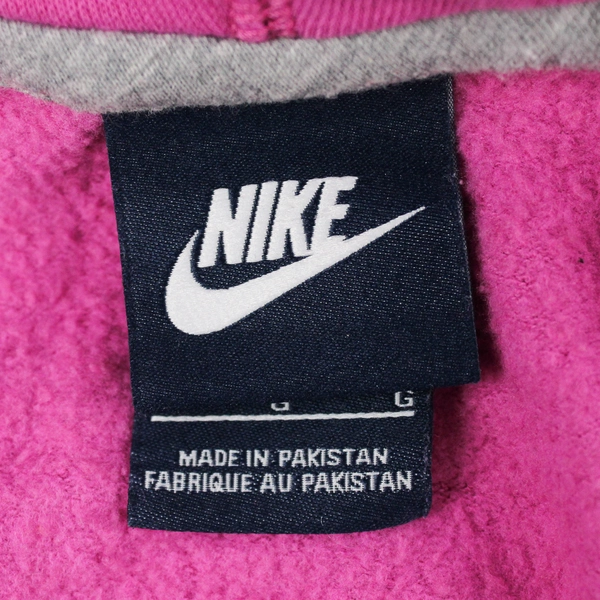 NIKE
G G
MADE IN PAKISTAN
FABRIQUE AU PAKISTAN